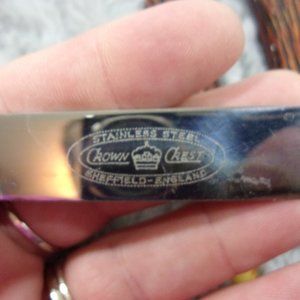 STAINLESS STEEL
CROWN CREST
SHEFFIELD-ENGLAND